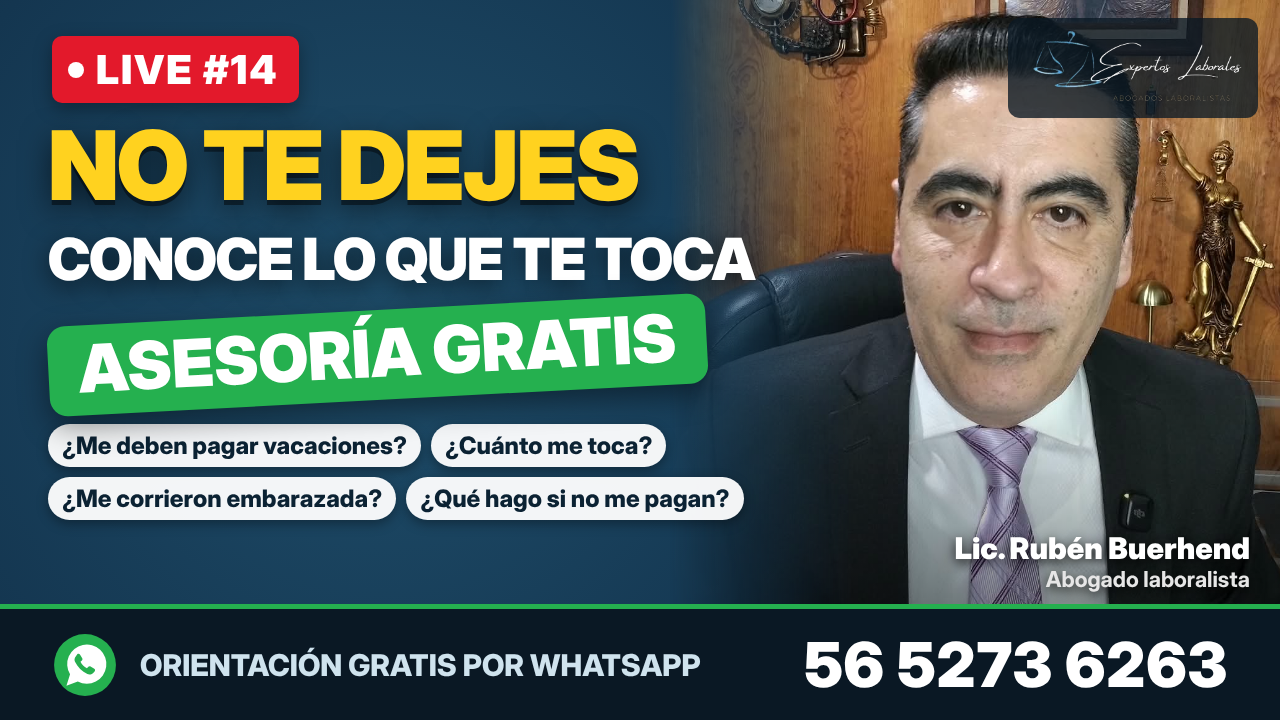 LIVE #14
NO TE DEJES
CONOCE LO QUE TE TOCA
ASESORÍA GRATIS
¿Me deben pagar vacaciones?
¿Cuánto me toca?
¿Me corrieron embarazada?
¿Qué hago si no me pagan?
Expertos Laborales
ABOGADOS LABORALISTAS
Lic. Rubén Buerhend
Abogado laboralista
ORIENTACIÓN GRATIS POR WHATSAPP
56 5273 6263